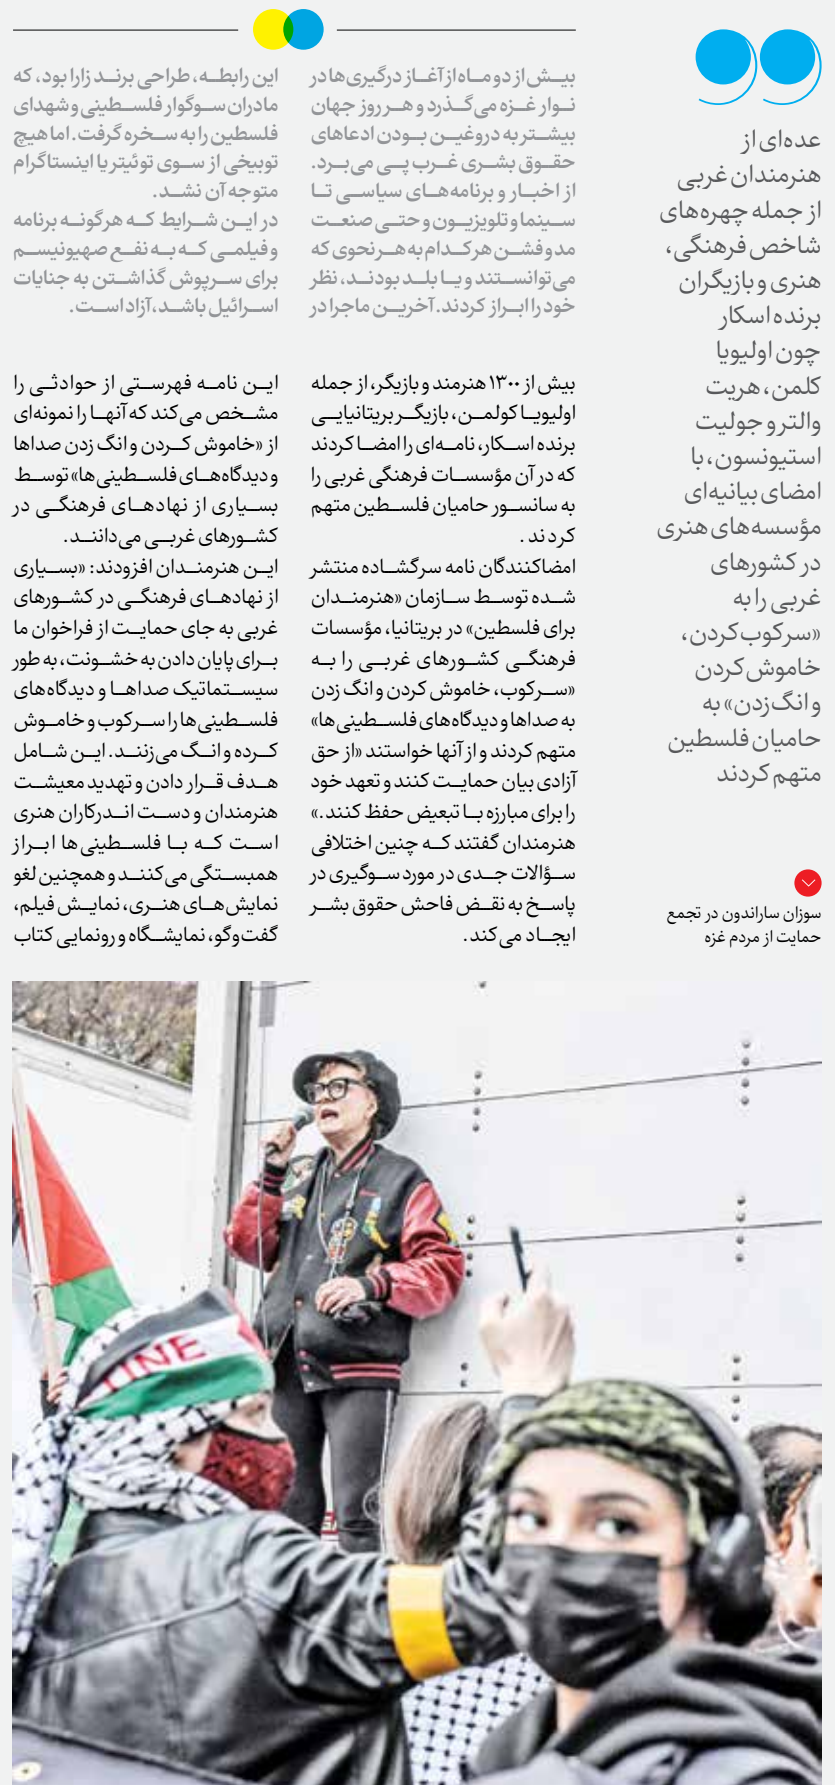 عده‌ای از
هنرمندان غربی
از جمله چهره‌های
شاخص فرهنگی،
هنری و بازیگران
برنده اسکار
چون اولیویا
کلمن، هریت
والتر و جولیت
استیونسون، با
امضای بیانیه‌ای
مؤسسه‌های هنری
در کشورهای
غربی را به
«سرکوب کردن،
خاموش کردن
و انگ زدن» به
حامیان فلسطین
متهم کردند
سوزان ساراندون در تجمع
حمایت از مردم غزه
بیش از دو ماه از آغاز درگیری‌ها در
نوار غزه می‌گذرد و هر روز جهان
بیشتر به دروغین بودن ادعاهای
حقوق بشری غرب پی می‌برد.
از اخبار و برنامه‌های سیاسی تا
سینما و تلویزیون و حتی صنعت
مد و فشن هر کدام به هر نحوی که
می‌توانستند و یا بلد بودند، نظر
خود را ابراز کردند. آخرین ماجرا در
این رابطه، طراحی برند زارا بود، که
مادران سوگوار فلسطینی و شهدای
فلسطین را به سخره گرفت. اما هیچ
توبیخی از سوی توئیتر یا اینستاگرام
متوجه آن نشد.
در این شرایط که هرگونه برنامه
و فیلمی که به نفع صهیونیسم
برای سرپوش گذاشتن به جنایات
اسرائیل باشد، آزاد است.
بیش از ۱۳۰۰ هنرمند و بازیگر، از جمله
اولیویا کولمن، بازیگر بریتانیایی
برنده اسکار، نامه‌ای را امضا کردند
که در آن مؤسسات فرهنگی غربی را
به سانسور حامیان فلسطین متهم
کردند.
امضاکنندگان نامه سرگشاده منتشر
شده توسط سازمان «هنرمندان
برای فلسطین» در بریتانیا، مؤسسات
فرهنگی کشورهای غربی را به
«سرکوب، خاموش کردن و انگ زدن
به صداها و دیدگاه‌های فلسطینی‌ها»
متهم کردند و از آنها خواستند «از حق
آزادی بیان حمایت کنند و تعهد خود
را برای مبارزه با تبعیض حفظ کنند.»
هنرمندان گفتند که چنین اختلافی
سؤالات جدی در مورد سوگیری در
پاسخ به نقض فاحش حقوق بشر
ایجاد می‌کند.
این نامه فهرستی از حوادثی را
مشخص می‌کند که آنها را نمونه‌ای
از «خاموش کردن و انگ زدن صداها
و دیدگاه‌های فلسطینی‌ها» توسط
بسیاری از نهادهای فرهنگی در
کشورهای غربی می‌دانند.
این هنرمندان افزودند: «بسیاری
از نهادهای فرهنگی در کشورهای
غربی به جای حمایت از فراخوان ما
برای پایان دادن به خشونت، به طور
سیستماتیک صداها و دیدگاه‌های
فلسطینی‌ها را سرکوب و خاموش
کرده و انگ می‌زنند. این شامل
هدف قرار دادن و تهدید معیشت
هنرمندان و دست اندرکاران هنری
است که با فلسطینی‌ها ابراز
همبستگی می‌کنند و همچنین لغو
نمایش‌های هنری، نمایش فیلم،
گفت‌وگو، نمایشگاه و رونمایی کتاب
TINE